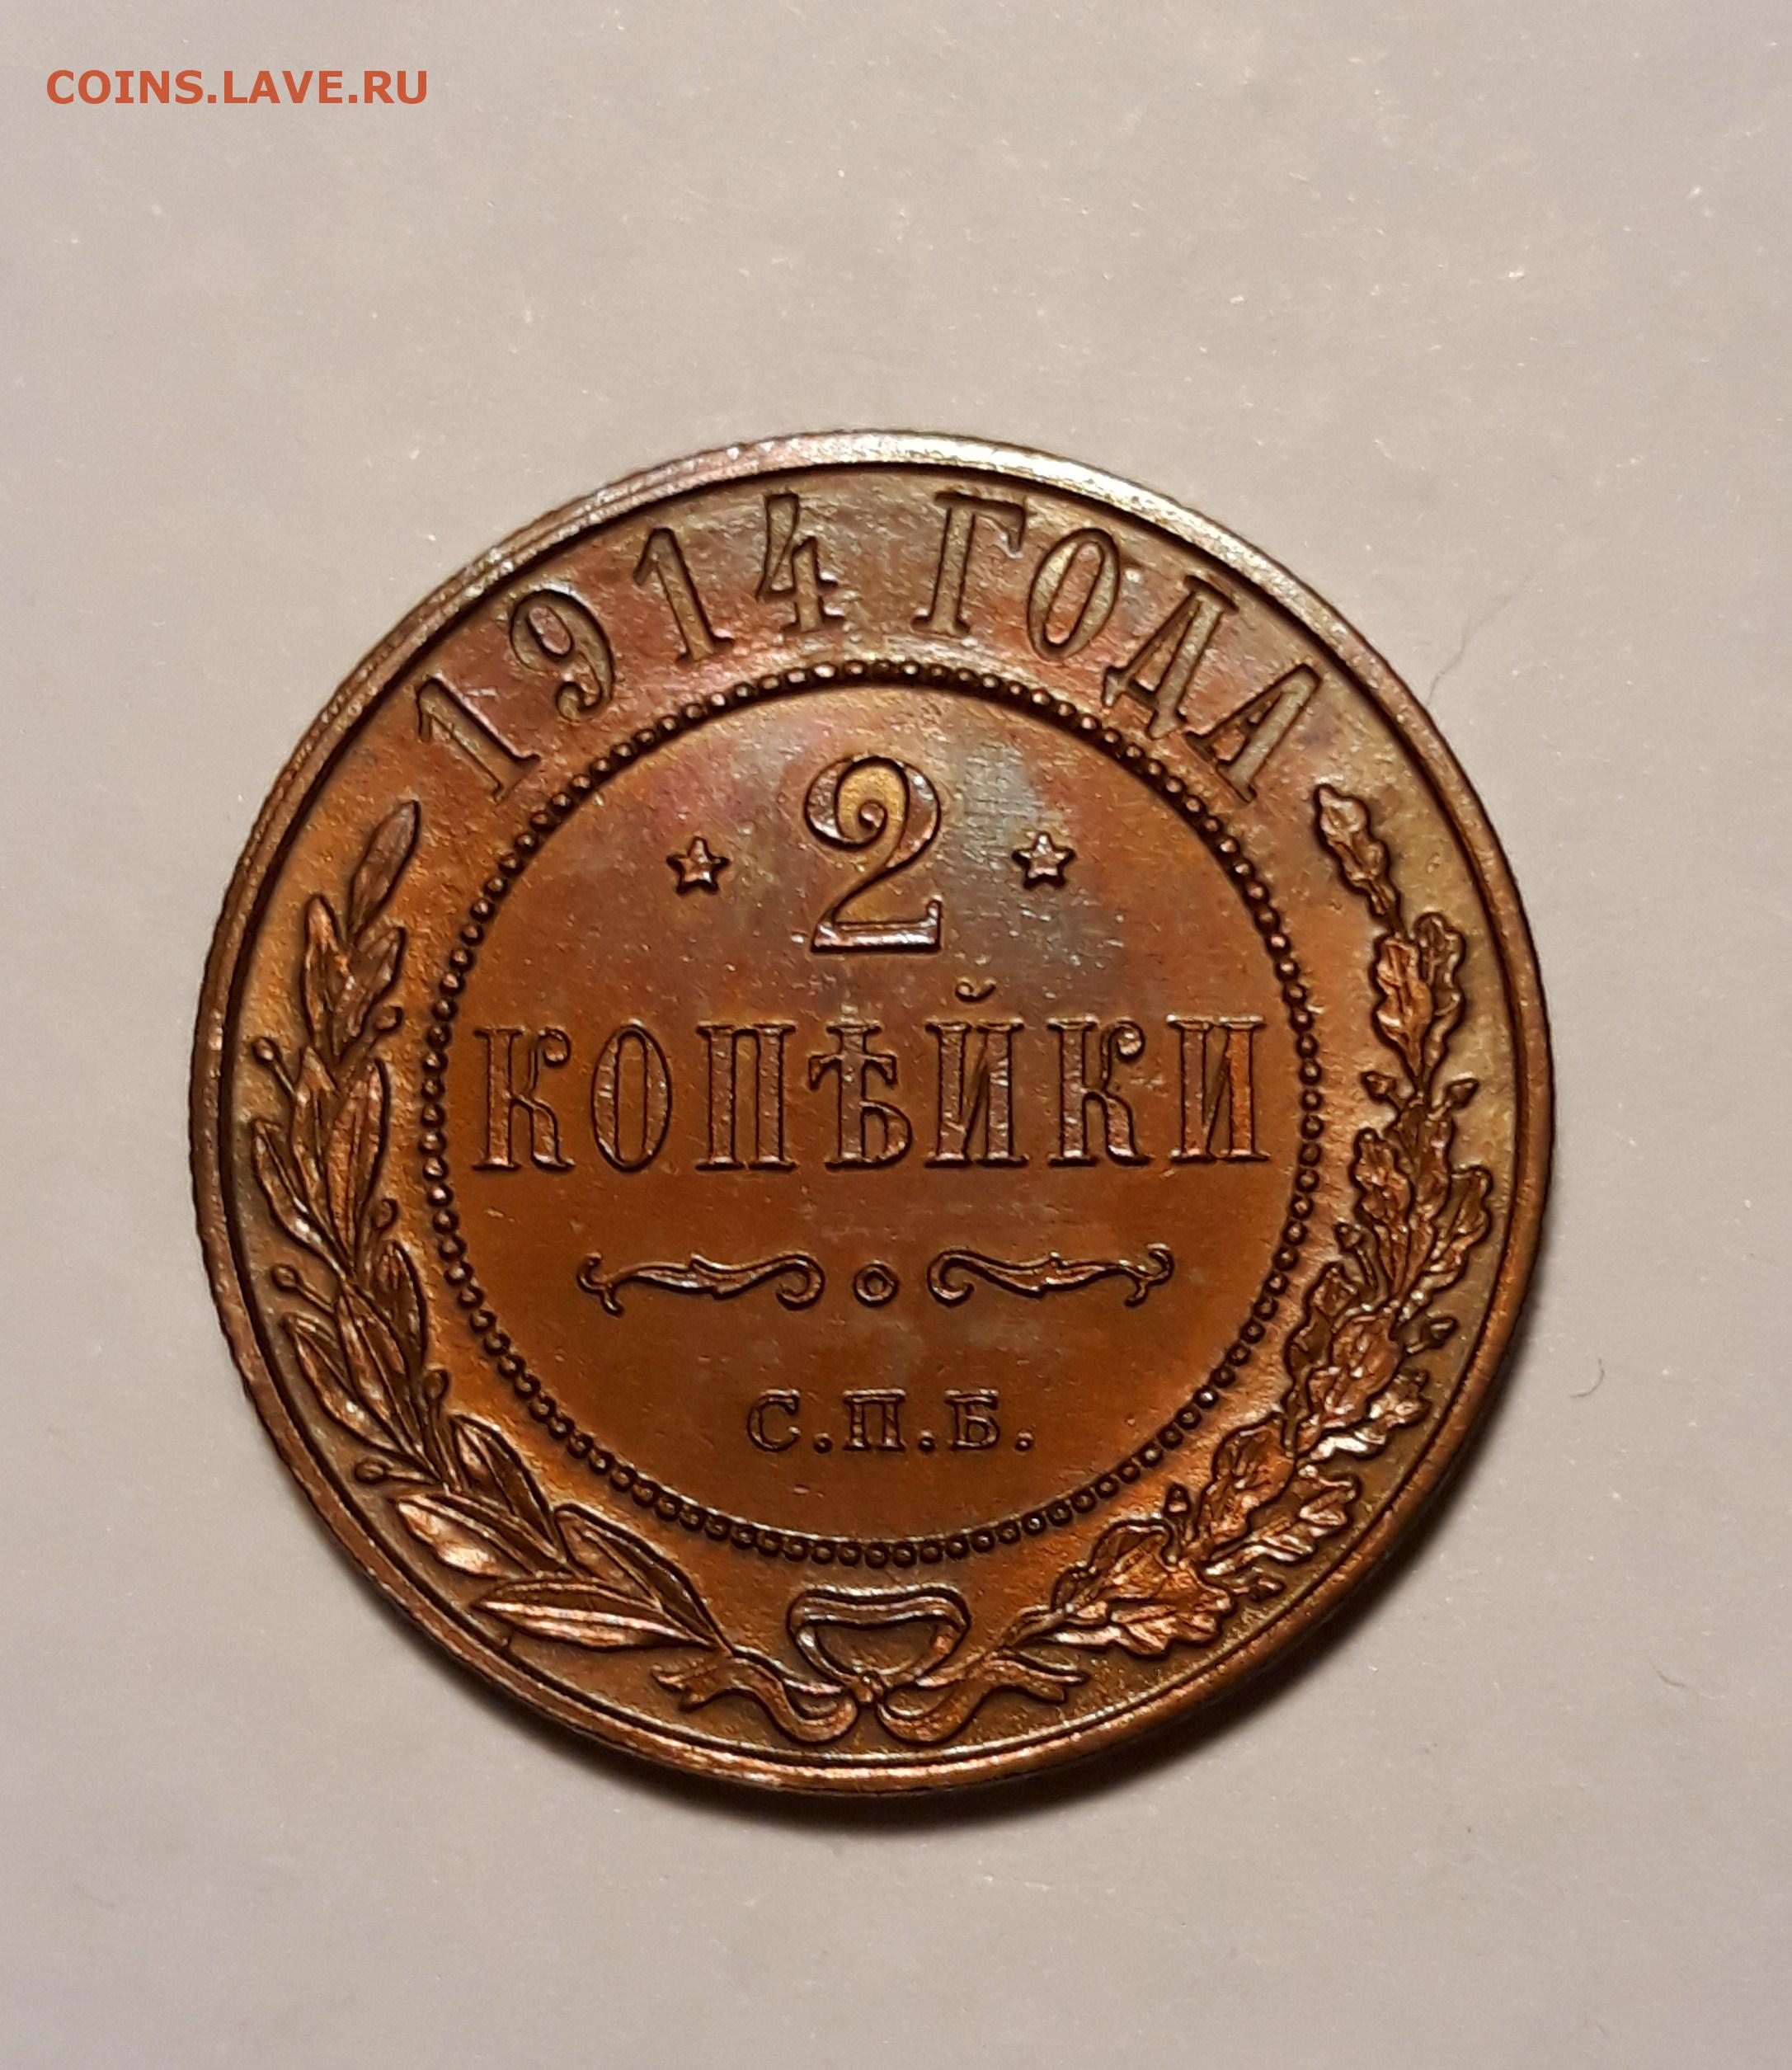 COINS.LAVE.RU
1914 ГОДА
2
КОПѢЙКИ
С.П.Б.